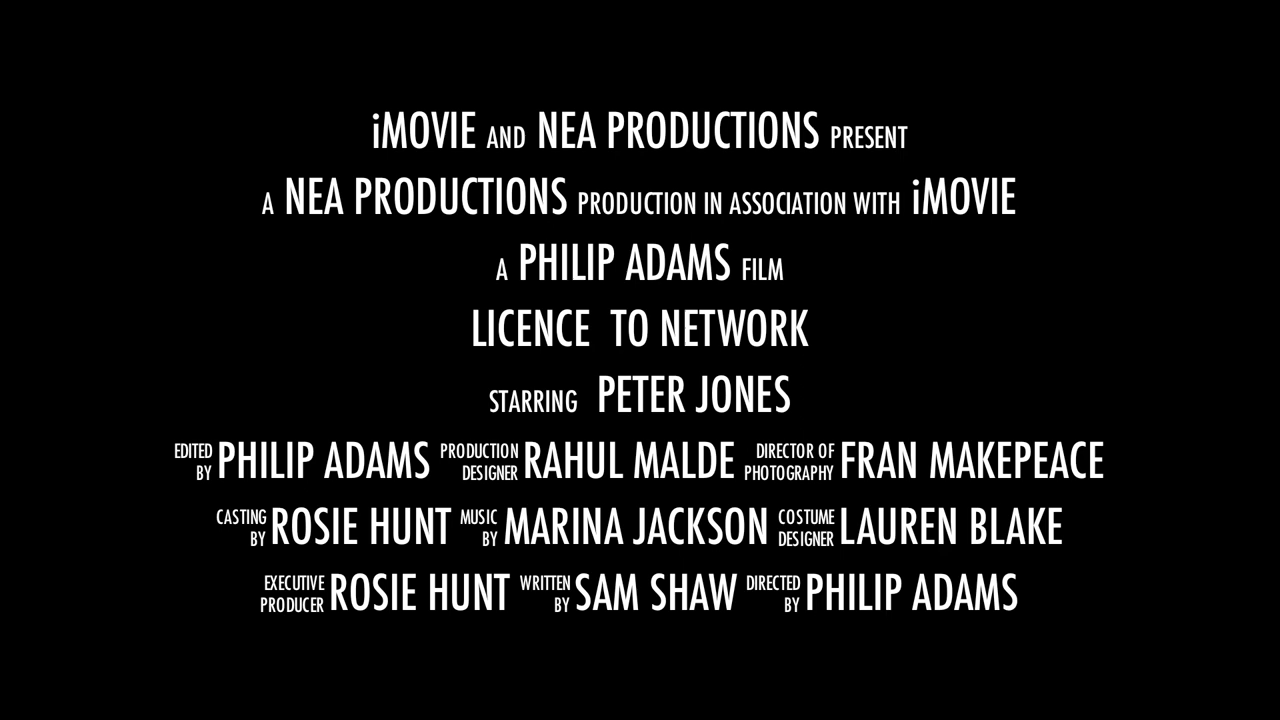 iMOVIE AND NEA PRODUCTIONS PRESENT
A NEA PRODUCTIONS PRODUCTION IN ASSOCIATION WITH iMOVIE
A PHILIP ADAMS FILM
LICENCE TO NETWORK
STARRING PETER JONES
EDITED BY PHILIP ADAMS PRODUCTION DESIGNER RAHUL MALDE DIRECTOR OF PHOTOGRAPHY FRAN MAKEPEACE
CASTING BY ROSIE HUNT MUSIC BY MARINA JACKSON COSTUME DESIGNER LAUREN BLAKE
EXECUTIVE PRODUCER ROSIE HUNT WRITTEN BY SAM SHAW DIRECTED BY PHILIP ADAMS